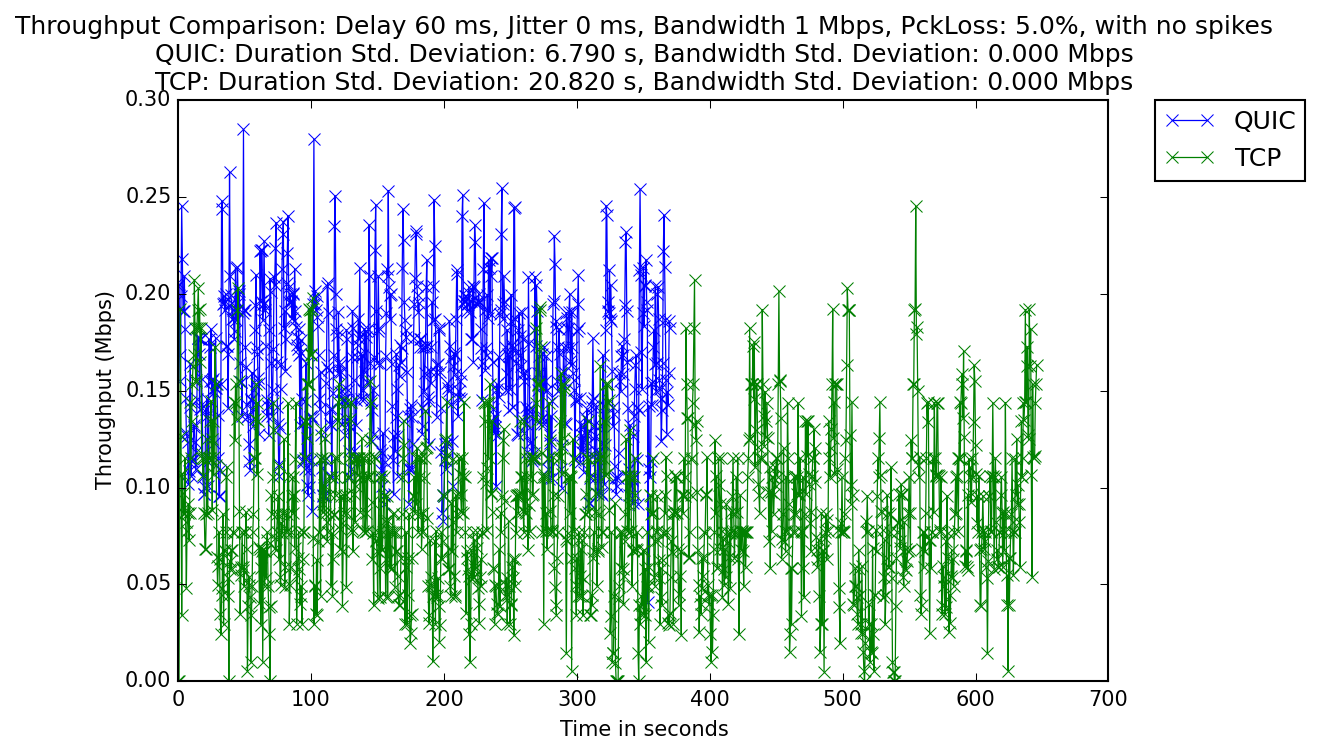 Throughput Comparison: Delay 60 ms, Jitter 0 ms, Bandwidth 1 Mbps, PckLoss: 5.0%, with no spikes
QUIC: Duration Std. Deviation: 6.790 s, Bandwidth Std. Deviation: 0.000 Mbps
TCP: Duration Std. Deviation: 20.820 s, Bandwidth Std. Deviation: 0.000 Mbps
0.30
0.25
0.20
0.15
0.10
0.05
0.00
Throughput (Mbps)
0 100 200 300 400 500 600 700
Time in seconds
QUIC
TCP